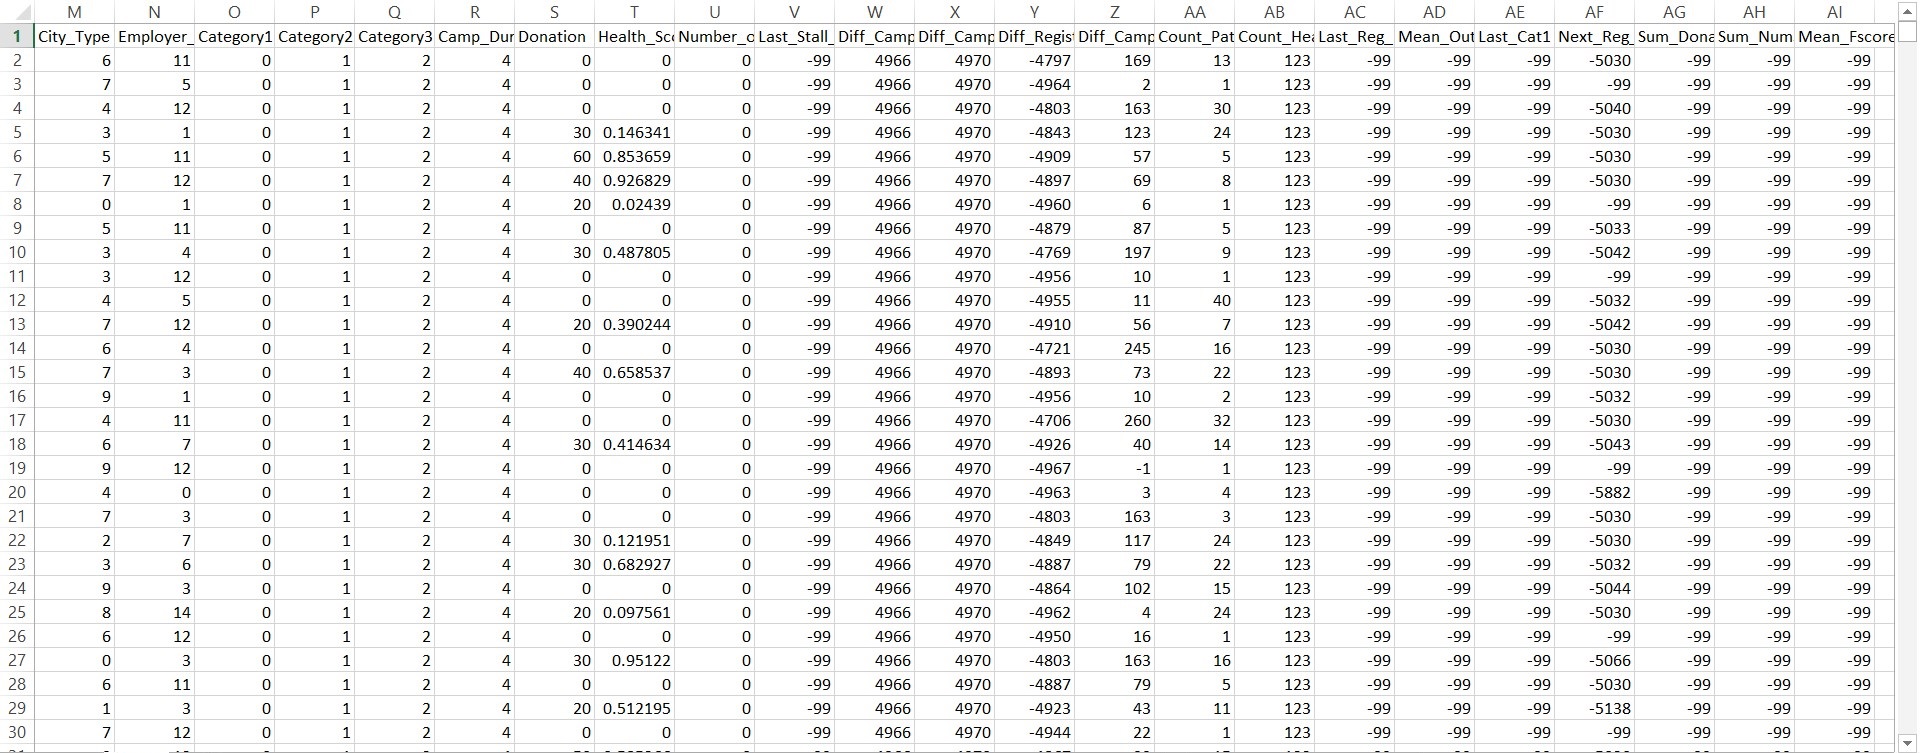 M N O P Q R S T U V W X Y Z AA AB AC AD AE AF AG AH AI
1 City_Type Employer_ Category1 Category2 Category3 Camp_Dur Donation Health_Sco Number_o Last_Stall_ Diff_Camp Diff_Camp Diff_Regist Diff_Camp Count_Pat Count_Hea Last_Reg_ Mean_Out Last_Cat1 Next_Reg_ Sum_Dona Sum_Num Mean_Fscore
2 6 11 0 1 2 4 0 0 0 -99 4966 4970 -4797 169 13 123 -99 -99 -99 -5030 -99 -99 -99
3 7 5 0 1 2 4 0 0 0 -99 4966 4970 -4964 2 1 123 -99 -99 -99 -99 -99 -99 -99
4 4 12 0 1 2 4 0 0 0 -99 4966 4970 -4803 163 30 123 -99 -99 -99 -5040 -99 -99 -99
5 3 1 0 1 2 4 30 0.146341 0 -99 4966 4970 -4843 123 24 123 -99 -99 -99 -5030 -99 -99 -99
6 5 11 0 1 2 4 60 0.853659 0 -99 4966 4970 -4909 57 5 123 -99 -99 -99 -5030 -99 -99 -99
7 7 12 0 1 2 4 40 0.926829 0 -99 4966 4970 -4897 69 8 123 -99 -99 -99 -5030 -99 -99 -99
8 0 1 0 1 2 4 20 0.02439 0 -99 4966 4970 -4960 6 1 123 -99 -99 -99 -99 -99 -99 -99
9 5 11 0 1 2 4 0 0 0 -99 4966 4970 -4879 87 5 123 -99 -99 -99 -5033 -99 -99 -99
10 3 4 0 1 2 4 30 0.487805 0 -99 4966 4970 -4769 197 9 123 -99 -99 -99 -5042 -99 -99 -99
11 3 12 0 1 2 4 0 0 0 -99 4966 4970 -4956 10 1 123 -99 -99 -99 -99 -99 -99 -99
12 4 5 0 1 2 4 0 0 0 -99 4966 4970 -4955 11 40 123 -99 -99 -99 -5032 -99 -99 -99
13 7 12 0 1 2 4 20 0.390244 0 -99 4966 4970 -4910 56 7 123 -99 -99 -99 -5042 -99 -99 -99
14 6 4 0 1 2 4 0 0 0 -99 4966 4970 -4721 245 16 123 -99 -99 -99 -5030 -99 -99 -99
15 7 3 0 1 2 4 40 0.658537 0 -99 4966 4970 -4893 73 22 123 -99 -99 -99 -5030 -99 -99 -99
16 9 1 0 1 2 4 0 0 0 -99 4966 4970 -4956 10 2 123 -99 -99 -99 -5032 -99 -99 -99
17 4 11 0 1 2 4 0 0 0 -99 4966 4970 -4706 260 32 123 -99 -99 -99 -5030 -99 -99 -99
18 6 7 0 1 2 4 30 0.414634 0 -99 4966 4970 -4926 40 14 123 -99 -99 -99 -5043 -99 -99 -99
19 9 12 0 1 2 4 0 0 0 -99 4966 4970 -4967 -1 1 123 -99 -99 -99 -99 -99 -99 -99
20 4 0 0 1 2 4 0 0 0 -99 4966 4970 -4963 3 4 123 -99 -99 -99 -5882 -99 -99 -99
21 7 3 0 1 2 4 0 0 0 -99 4966 4970 -4803 163 3 123 -99 -99 -99 -5030 -99 -99 -99
22 2 7 0 1 2 4 30 0.121951 0 -99 4966 4970 -4849 117 24 123 -99 -99 -99 -5030 -99 -99 -99
23 3 6 0 1 2 4 30 0.682927 0 -99 4966 4970 -4887 79 22 123 -99 -99 -99 -5032 -99 -99 -99
24 9 3 0 1 2 4 0 0 0 -99 4966 4970 -4864 102 15 123 -99 -99 -99 -5044 -99 -99 -99
25 8 14 0 1 2 4 20 0.097561 0 -99 4966 4970 -4962 4 24 123 -99 -99 -99 -5030 -99 -99 -99
26 6 12 0 1 2 4 0 0 0 -99 4966 4970 -4950 16 1 123 -99 -99 -99 -99 -99 -99 -99
27 0 3 0 1 2 4 30 0.95122 0 -99 4966 4970 -4803 163 16 123 -99 -99 -99 -5066 -99 -99 -99
28 6 11 0 1 2 4 0 0 0 -99 4966 4970 -4887 79 5 123 -99 -99 -99 -5030 -99 -99 -99
29 1 3 0 1 2 4 20 0.512195 0 -99 4966 4970 -4923 43 11 123 -99 -99 -99 -5138 -99 -99 -99
30 7 12 0 1 2 4 0 0 0 -99 4966 4970 -4944 22 1 123 -99 -99 -99 -99 -99 -99 -99